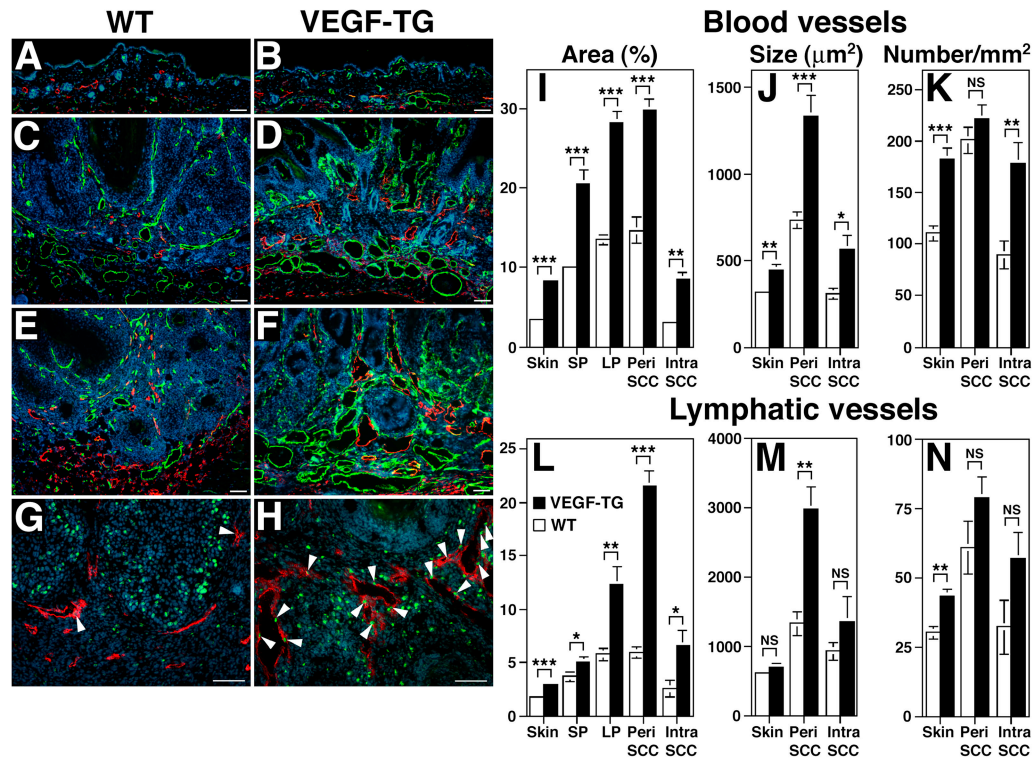 WT VEGF-TG
A
B
C
D
E
F
G
H
Blood vessels
Area (%)
Size (μm²)
Number/mm²
I
J
K
30
20
10
0
***
***
***
***
**
Skin SP LP Peri SCC Intra SCC
1500
1000
500
0
**
***
*
Skin Peri SCC Intra SCC
250
200
150
100
50
0
***
NS
**
Skin Peri SCC Intra SCC
Lymphatic vessels
L
M
N
VEGF-TG
WT
25
20
15
10
5
0
***
*
**
***
*
Skin SP LP Peri SCC Intra SCC
4000
3000
2000
1000
0
NS
**
NS
Skin Peri SCC Intra SCC
100
75
50
25
0
**
NS
NS
Skin Peri SCC Intra SCC